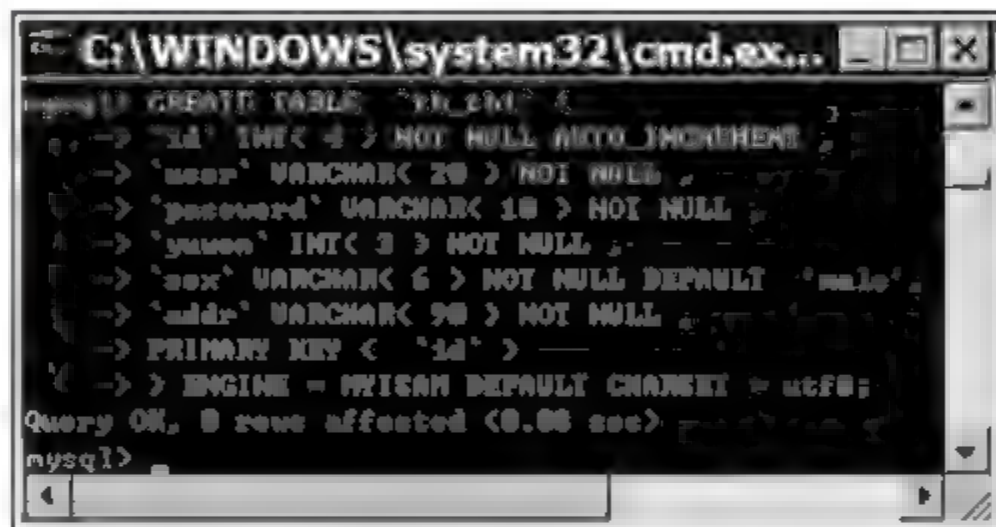 C:\WINDOWS\system32\cmd.ex...
mysql> CREATE TABLE (
-> `id` INT( 4 ) NOT NULL AUTO_INCREMENT ,
-> `user` VARCHAR( 20 ) NOT NULL ,
-> `password` VARCHAR( 10 ) NOT NULL ,
-> `yuwen` INT( 3 ) NOT NULL ,
-> `sex` VARCHAR( 6 ) NOT NULL DEFAULT 'male',
-> `addr` VARCHAR( 90 ) NOT NULL ,
-> PRIMARY KEY ( `id` )
-> ) ENGINE = MYISAM DEFAULT CHARSET = utf8;
Query OK, 0 rows affected (0.06 sec)
mysql>